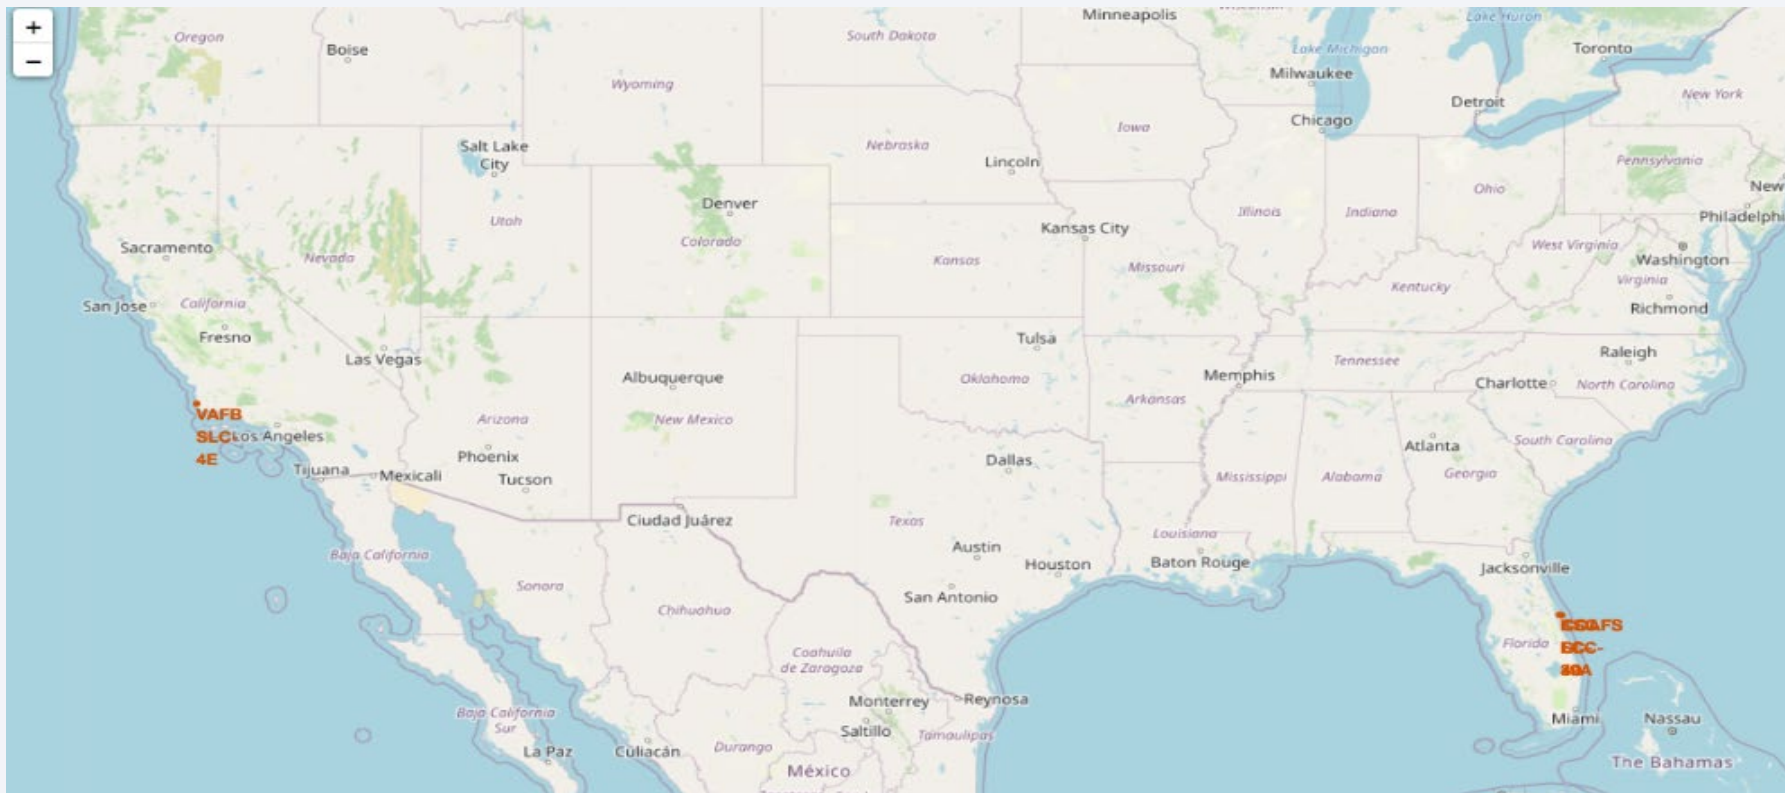 +
−
Oregon
Boise
South Dakota
Minneapolis
Lake Huron
Toronto
Lake Michigan
Milwaukee
Wyoming
Detroit
New York
Nebraska
Iowa
Chicago
Salt Lake
City
Lincoln
Pennsylvania
Ohio
New
Denver
Utah
Illinois
Indiana
Philadelphi
Sacramento
Colorado
Kansas City
West Virginia
Nevada
Kansas
Missouri
Washington
Virginia
Kentucky
San Jose
California
Richmond
Fresno
Las Vegas
Tulsa
Tennessee
Raleigh
Albuquerque
Oklahoma
Memphis
Charlotte
North Carolina
Arkansas
VAFB
SLC-
4E
Los Angeles
Arizona
New Mexico
Atlanta
South Carolina
Phoenix
Dallas
Tijuana
Mexicali
Tucson
Mississippi
Alabama
Georgia
Ciudad Juárez
Texas
Louisiana
Baja California
Austin
Houston
Baton Rouge
Jacksonville
Sonora
San Antonio
Chihuahua
Florida
Coahuila
de Zaragoza
Monterrey
Reynosa
Baja California
Sur
Saltillo
Tamaulipas
Miami
Nassau
La Paz
Culiacán
Durango
México
The Bahamas